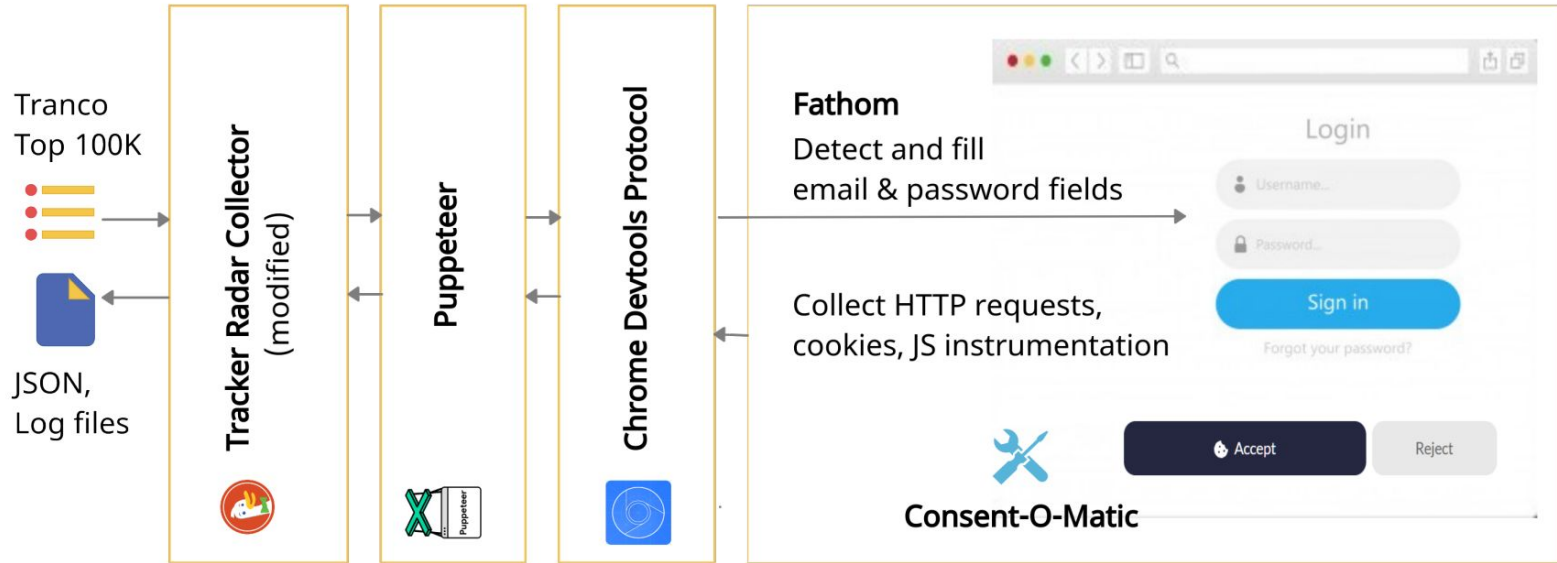 Tranco
Top 100K
JSON,
Log files
Tracker Radar Collector
(modified)
Puppeteer
Puppeteer
Chrome Devtools Protocol
Fathom
Detect and fill
email & password fields
Collect HTTP requests,
cookies, JS instrumentation
Login
Username...
Password...
Sign in
Forgot your password?
Accept
Reject
Consent-O-Matic